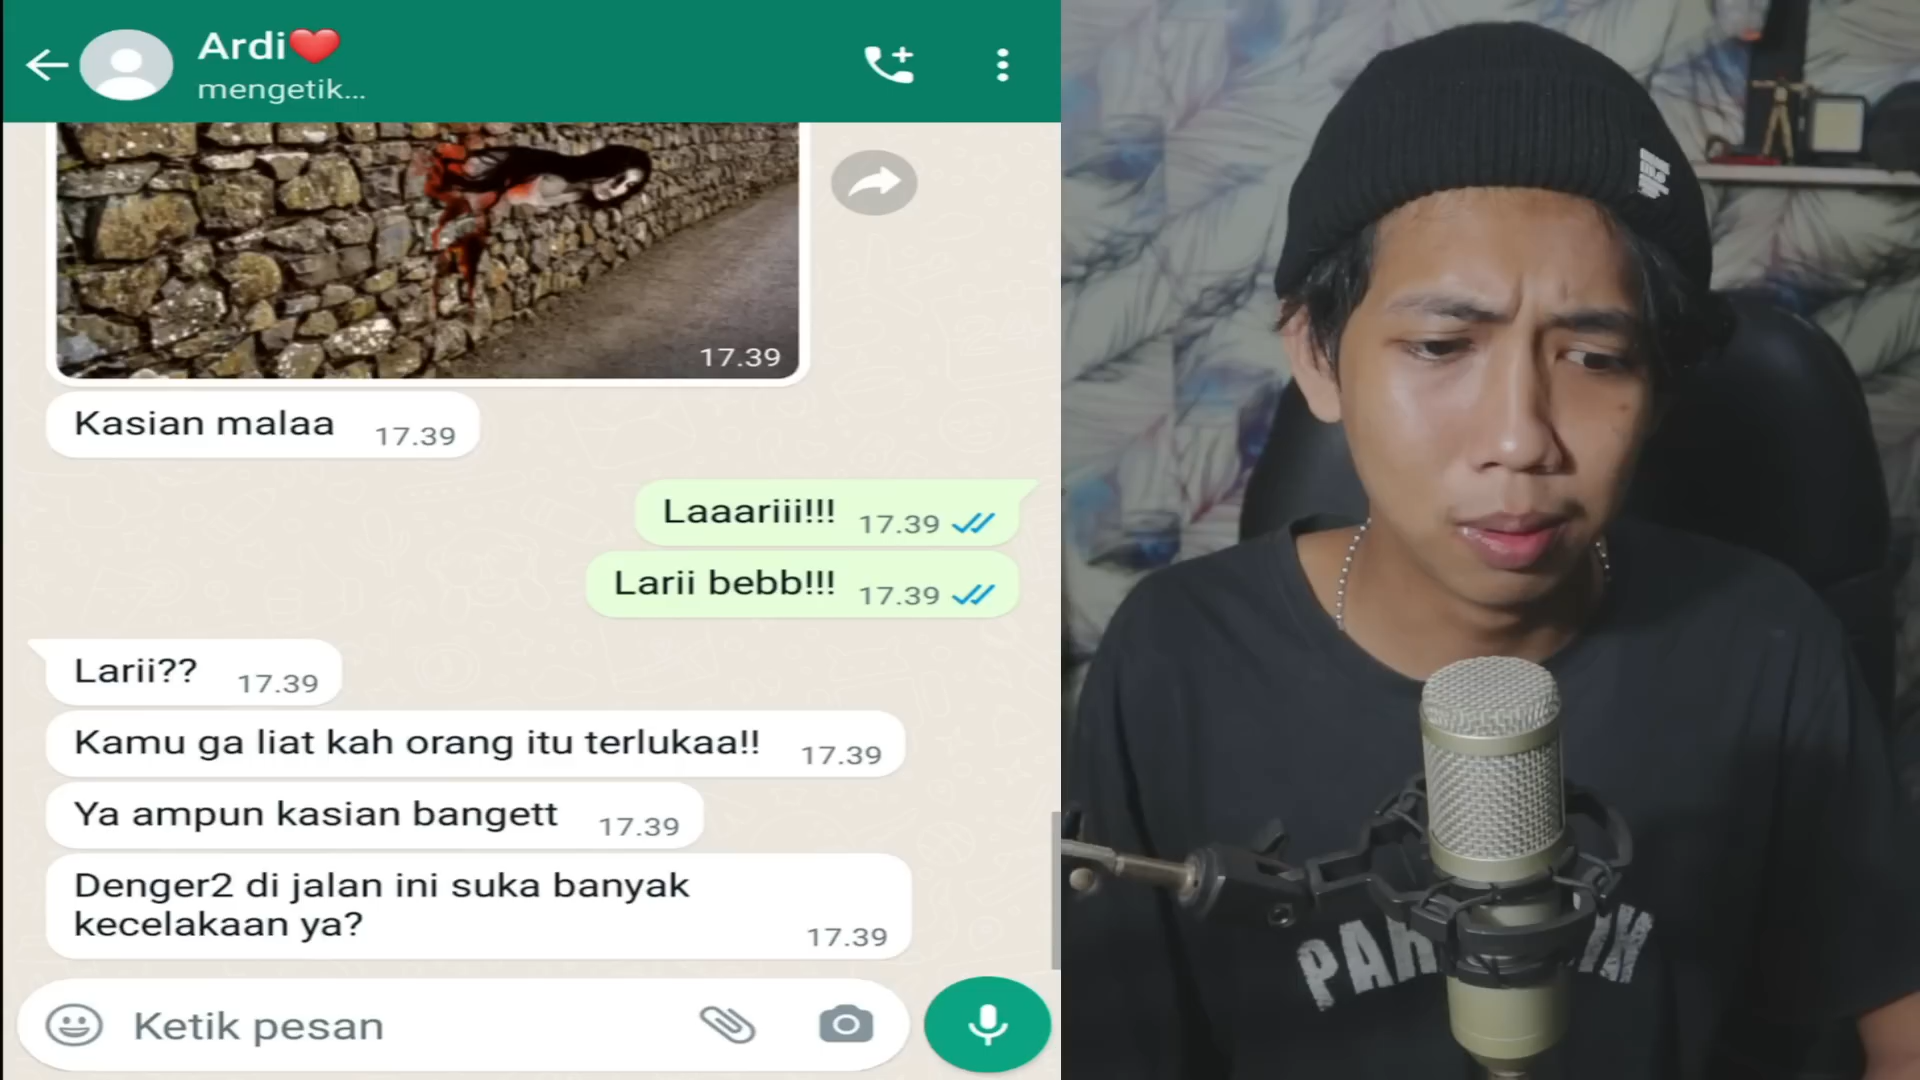 Ardi❤️
mengetik...
17.39
Kasian malaa 17.39
Laaariii!!! 17.39
Larii bebb!!! 17.39
Larii?? 17.39
Kamu ga liat kah orang itu terlukaa!! 17.39
Ya ampun kasian bangett 17.39
Denger2 di jalan ini suka banyak
kecelakaan ya? 17.39
Ketik pesan